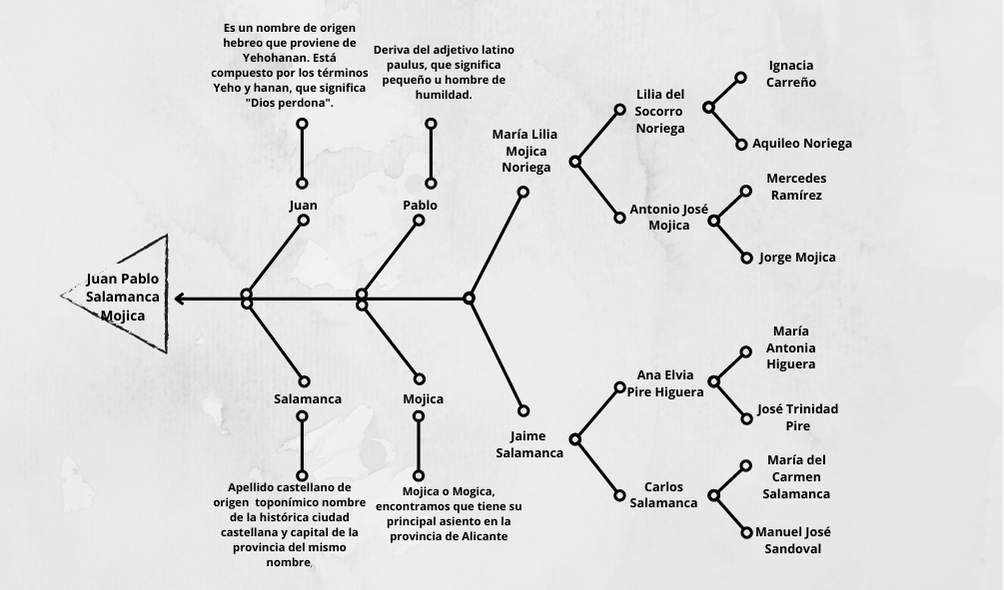 Es un nombre de origen
hebreo que proviene de
Yehohanan. Está
compuesto por los términos
Yeho y hanan, que significa
"Dios perdona".
Deriva del adjetivo latino
paulus, que significa
pequeño u hombre de
humildad.
Juan
Pablo
María Lilia
Mojica
Noriega
Lilia del
Socorro
Noriega
Ignacia
Carreño
Aquileo Noriega
Antonio José
Mojica
Mercedes
Ramírez
Jorge Mojica
Juan Pablo
Salamanca
Mojica
Salamanca
Mojica
Jaime
Salamanca
Ana Elvia
Pire Higuera
María
Antonia
Higuera
José Trinidad
Pire
Carlos
Salamanca
María del
Carmen
Salamanca
Manuel José
Sandoval
Apellido castellano de
origen toponímico nombre
de la histórica ciudad
castellana y capital de la
provincia del mismo
nombre,
Mojica o Mogica,
encontramos que tiene su
principal asiento en la
provincia de Alicante